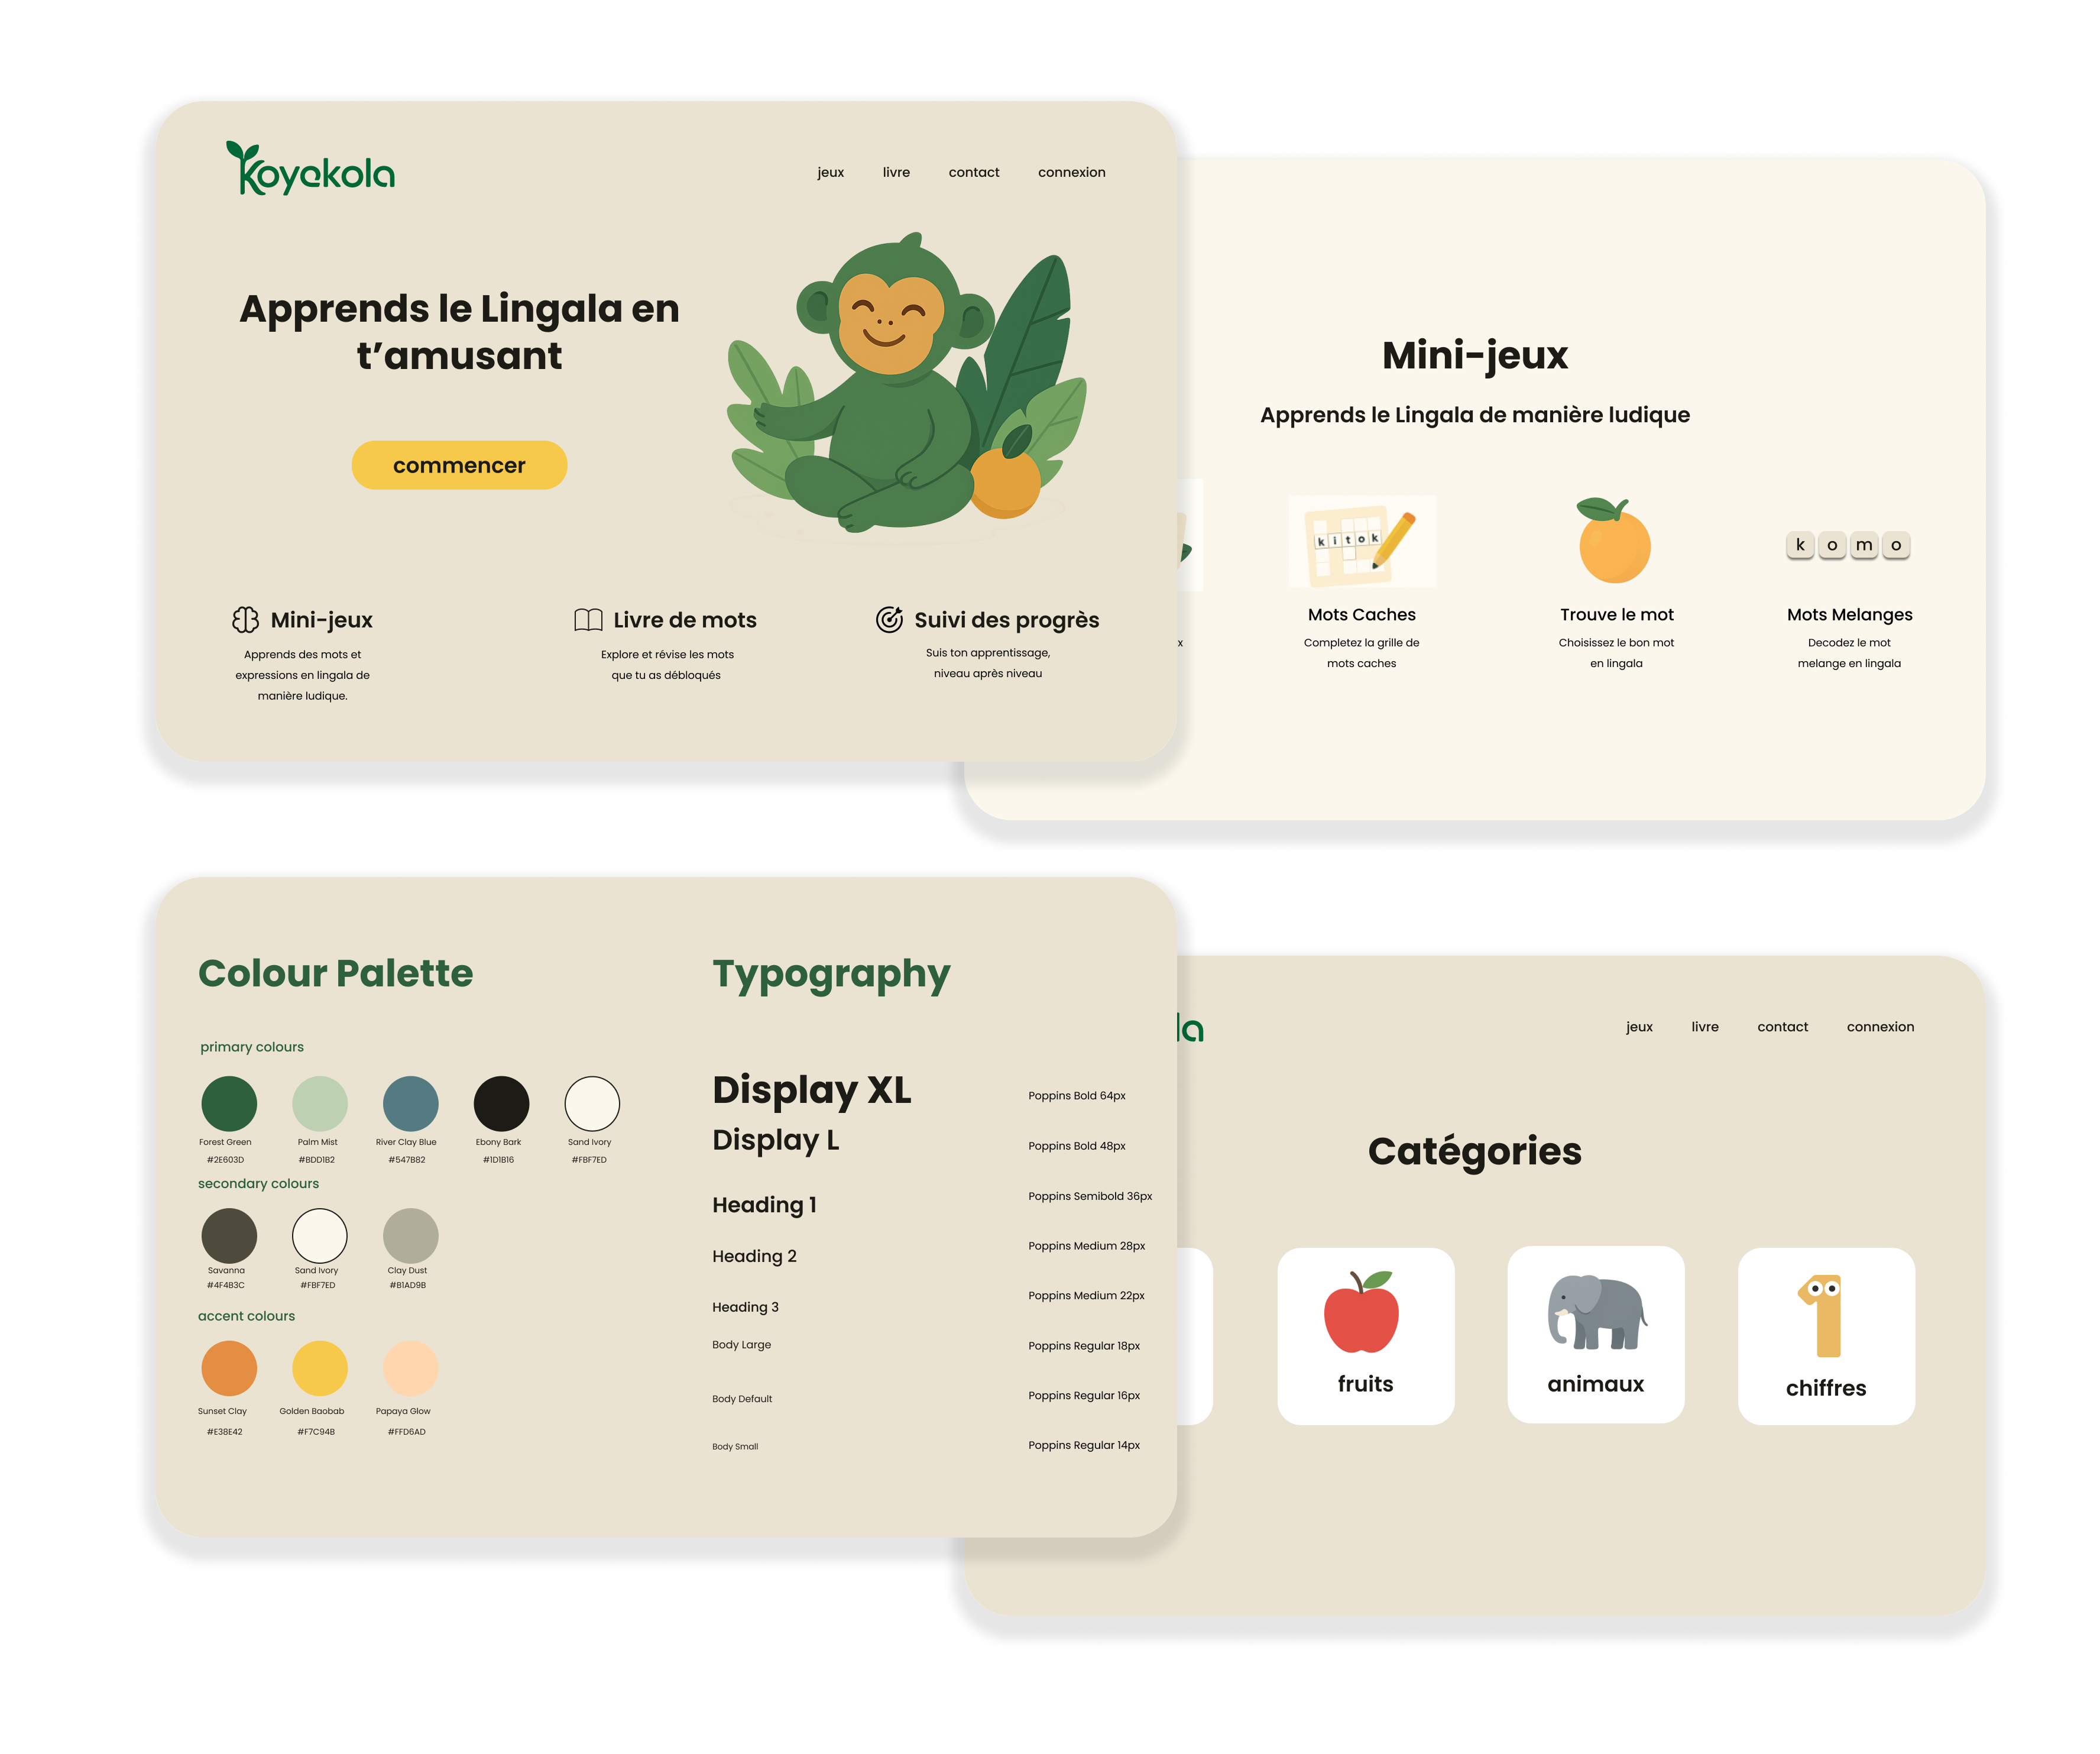 Koyekola
jeux livre contact connexion
Apprends le Lingala en
t’amusant
commencer
Mini-jeux
Apprends des mots et
expressions en lingala de
manière ludique.
Livre de mots
Explore et révise les mots
que tu as débloqués
Suivi des progrès
Suis ton apprentissage,
niveau après niveau
Mini-jeux
Apprends le Lingala de manière ludique
x
kitok
Mots Caches
Completez la grille de
mots caches
Trouve le mot
Choisissez le bon mot
en lingala
k o m o
Mots Melanges
Decodez le mot
melange en lingala
Colour Palette
primary colours
Forest Green
#2E603D
Palm Mist
#BDD1B2
River Clay Blue
#547B82
Ebony Bark
#1D1B16
Sand Ivory
#FBF7ED
secondary colours
Savanna
#4F4B3C
Sand Ivory
#FBF7ED
Clay Dust
#B1AD9B
accent colours
Sunset Clay
#E38E42
Golden Baobab
#F7C94B
Papaya Glow
#FFD6AD
Typography
Display XL Poppins Bold 64px
Display L Poppins Bold 48px
Heading 1 Poppins Semibold 36px
Heading 2 Poppins Medium 28px
Heading 3 Poppins Medium 22px
Body Large Poppins Regular 18px
Body Default Poppins Regular 16px
Body Small Poppins Regular 14px
la
jeux livre contact connexion
Catégories
fruits
animaux
1
chiffres